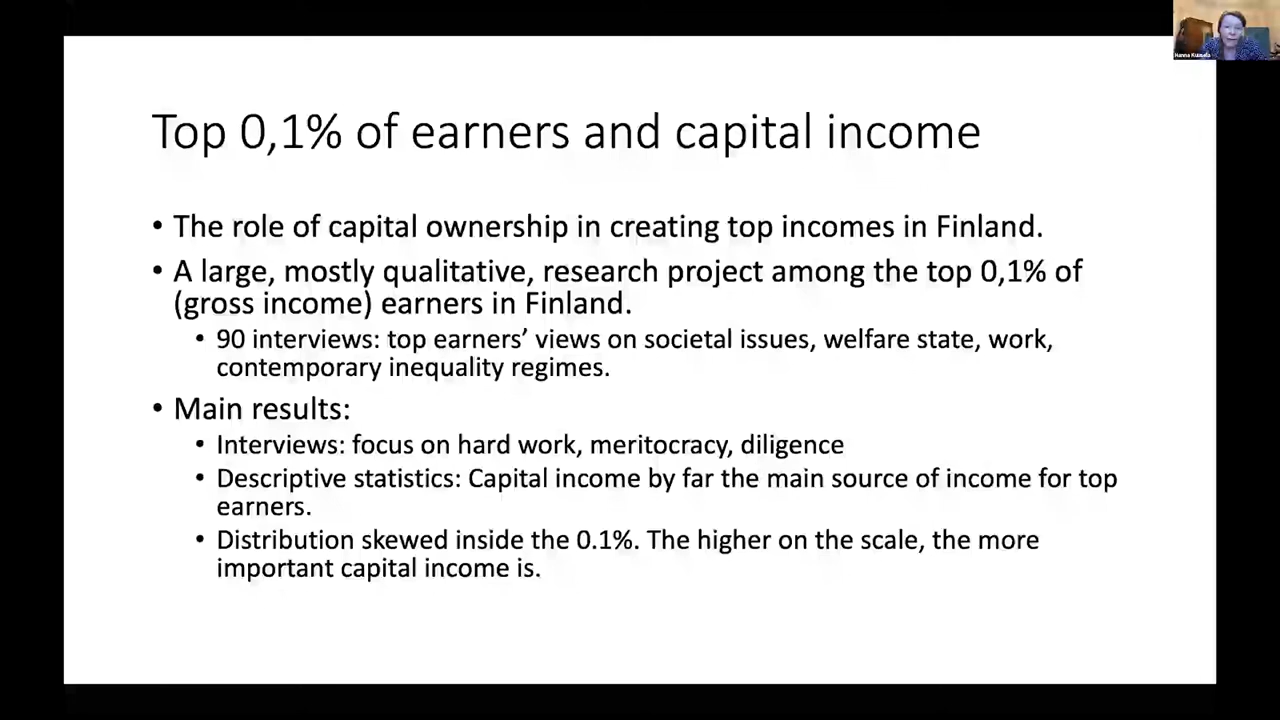 Top 0,1% of earners and capital income
• The role of capital ownership in creating top incomes in Finland.
• A large, mostly qualitative, research project among the top 0,1% of
(gross income) earners in Finland.
• 90 interviews: top earners’ views on societal issues, welfare state, work,
contemporary inequality regimes.
• Main results:
• Interviews: focus on hard work, meritocracy, diligence
• Descriptive statistics: Capital income by far the main source of income for top
earners.
• Distribution skewed inside the 0.1%. The higher on the scale, the more
important capital income is.